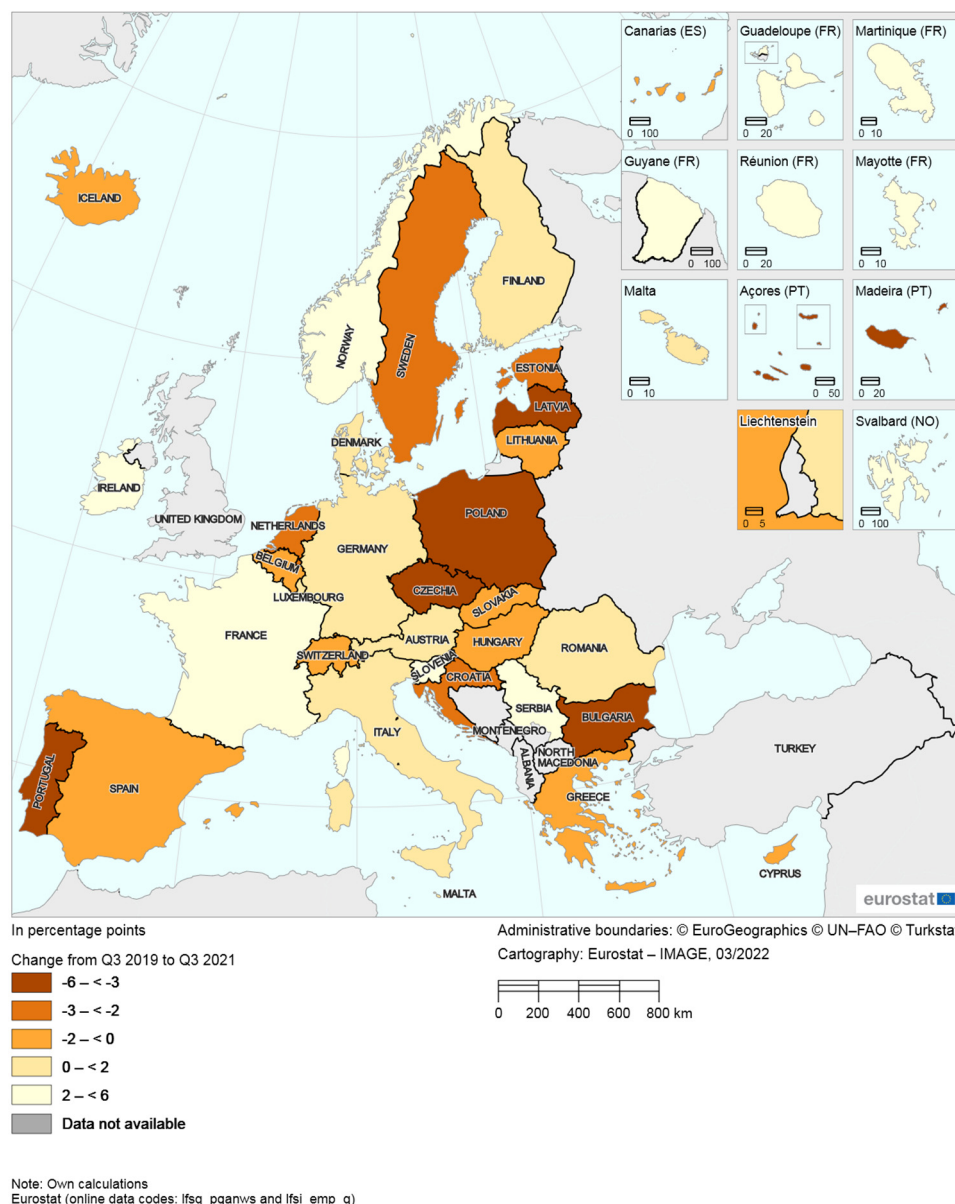 Canarias (ES)
0 100
Guadeloupe (FR)
0 20
Martinique (FR)
0 10
Guyane (FR)
0 100
Réunion (FR)
0 20
Mayotte (FR)
0 10
Malta
0 10
Açores (PT)
0 50
Madeira (PT)
0 20
Liechtenstein
0 5
Svalbard (NO)
0 100
ICELAND
FINLAND
NORWAY
SWEDEN
ESTONIA
LATVIA
DENMARK
LITHUANIA
IRELAND
UNITED KINGDOM
NETHERLANDS
POLAND
BELGIUM
GERMANY
LUXEMBOURG
CZECHIA
SLOVAKIA
FRANCE
AUSTRIA
HUNGARY
SWITZERLAND
SLOVENIA
ROMANIA
CROATIA
SERBIA
ITALY
MONTENEGRO
BULGARIA
ALBANIA
NORTH
MACEDONIA
TURKEY
PORTUGAL
SPAIN
GREECE
MALTA
CYPRUS
eurostat
In percentage points
Change from Q3 2019 to Q3 2021
-6 – < -3
-3 – < -2
-2 – < 0
0 – < 2
2 – < 6
Data not available
Administrative boundaries: © EuroGeographics © UN–FAO © Turksta
Cartography: Eurostat – IMAGE, 03/2022
0 200 400 600 800 km
Note: Own calculations
Eurostat (online data codes: lfsq_pganws and lfsi_emp_q)